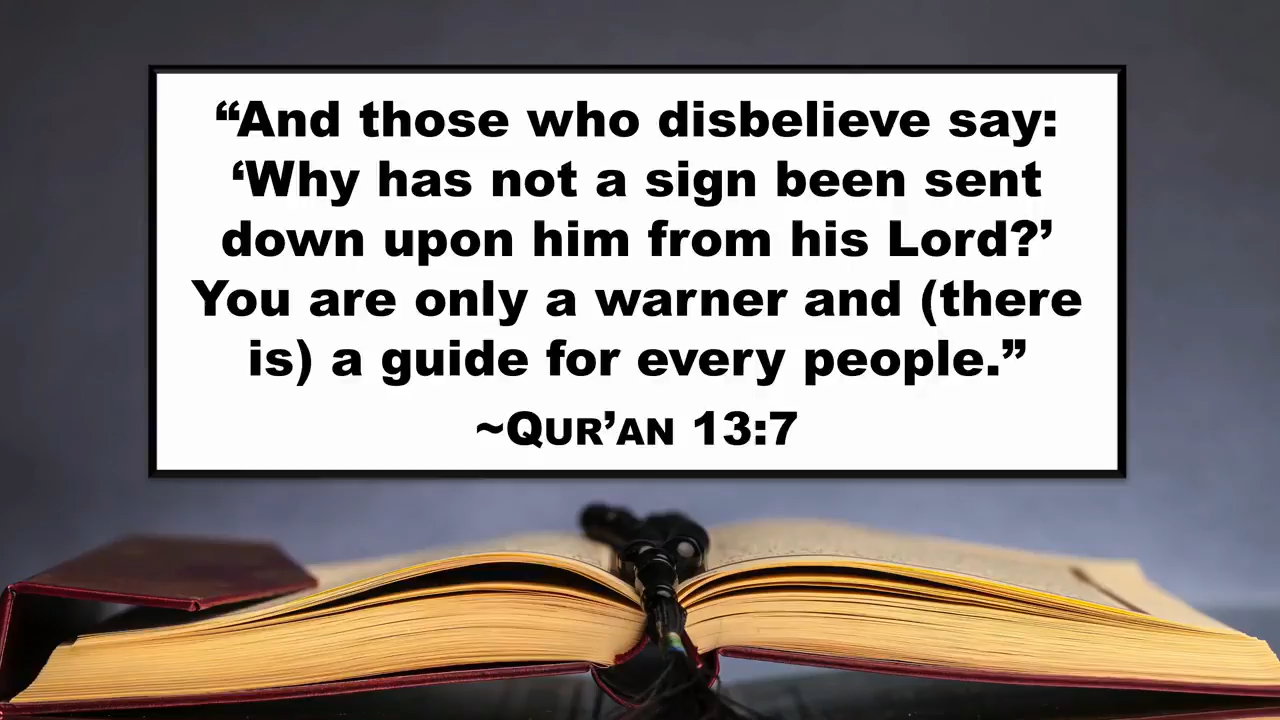 “And those who disbelieve say:
‘Why has not a sign been sent
down upon him from his Lord?’
You are only a warner and (there
is) a guide for every people.”
~QUR’AN 13:7